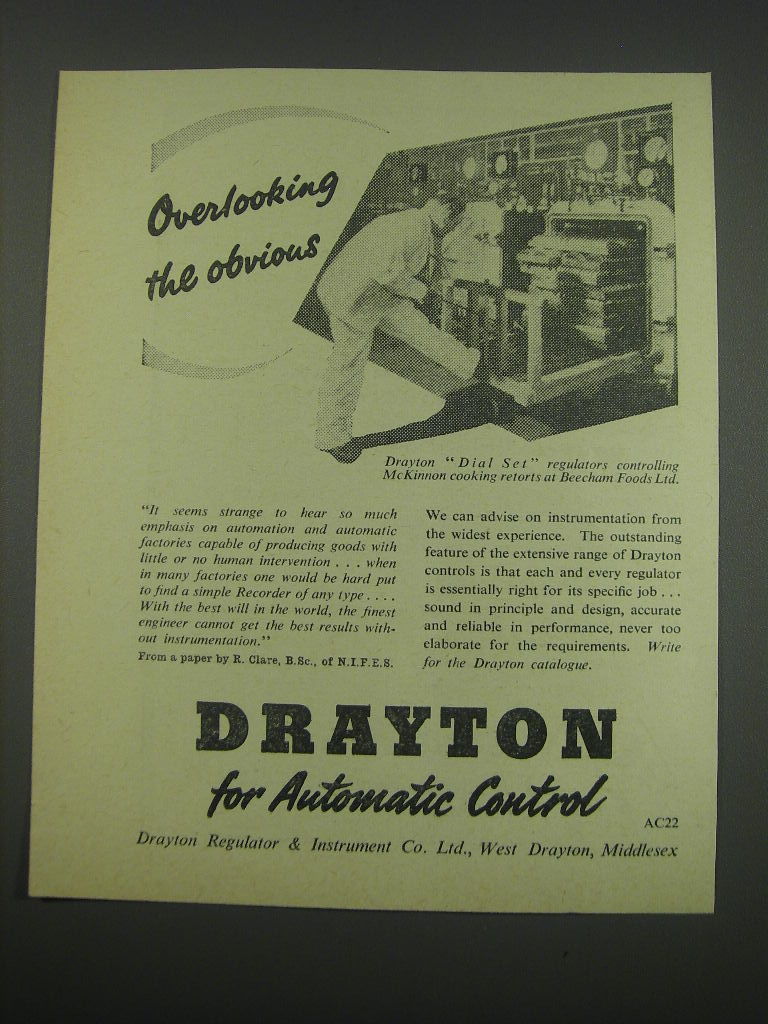 Overlooking
the obvious
Drayton "Dial Set" regulators controlling
McKinnon cooking retorts at Beecham Foods Ltd.
"It seems strange to hear so much
emphasis on automation and automatic
factories capable of producing goods with
little or no human intervention . . . when
in many factories one would be hard put
to find a simple Recorder of any type . . . .
With the best will in the world, the finest
engineer cannot get the best results with-
out instrumentation."
From a paper by R. Clare, B.Sc., of N.I.F.E.S.
We can advise on instrumentation from
the widest experience. The outstanding
feature of the extensive range of Drayton
controls is that each and every regulator
is essentially right for its specific job . . .
sound in principle and design, accurate
and reliable in performance, never too
elaborate for the requirements. Write
for the Drayton catalogue.
DRAYTON
for Automatic Control
AC22
Drayton Regulator & Instrument Co. Ltd., West Drayton, Middlesex